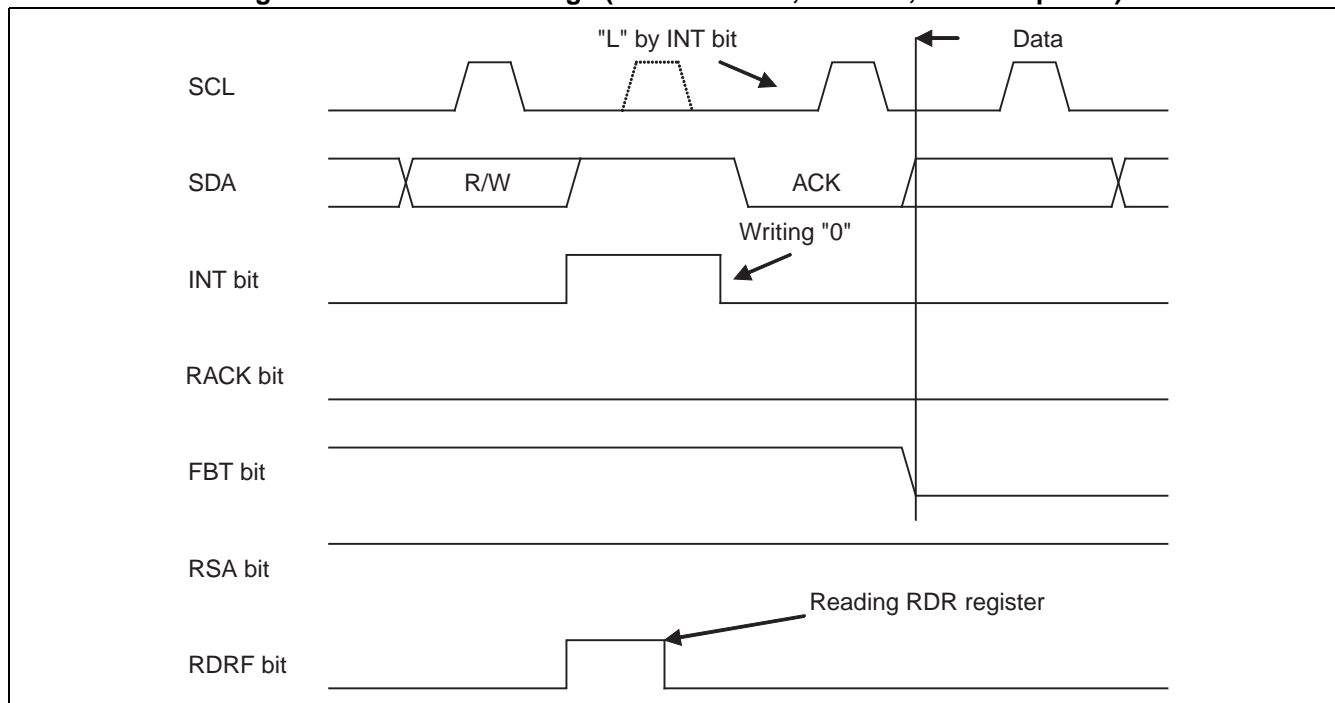 "L" by INT bit
Data
SCL
SDA
R/W
ACK
Writing "0"
INT bit
RACK bit
FBT bit
RSA bit
Reading RDR register
RDRF bit